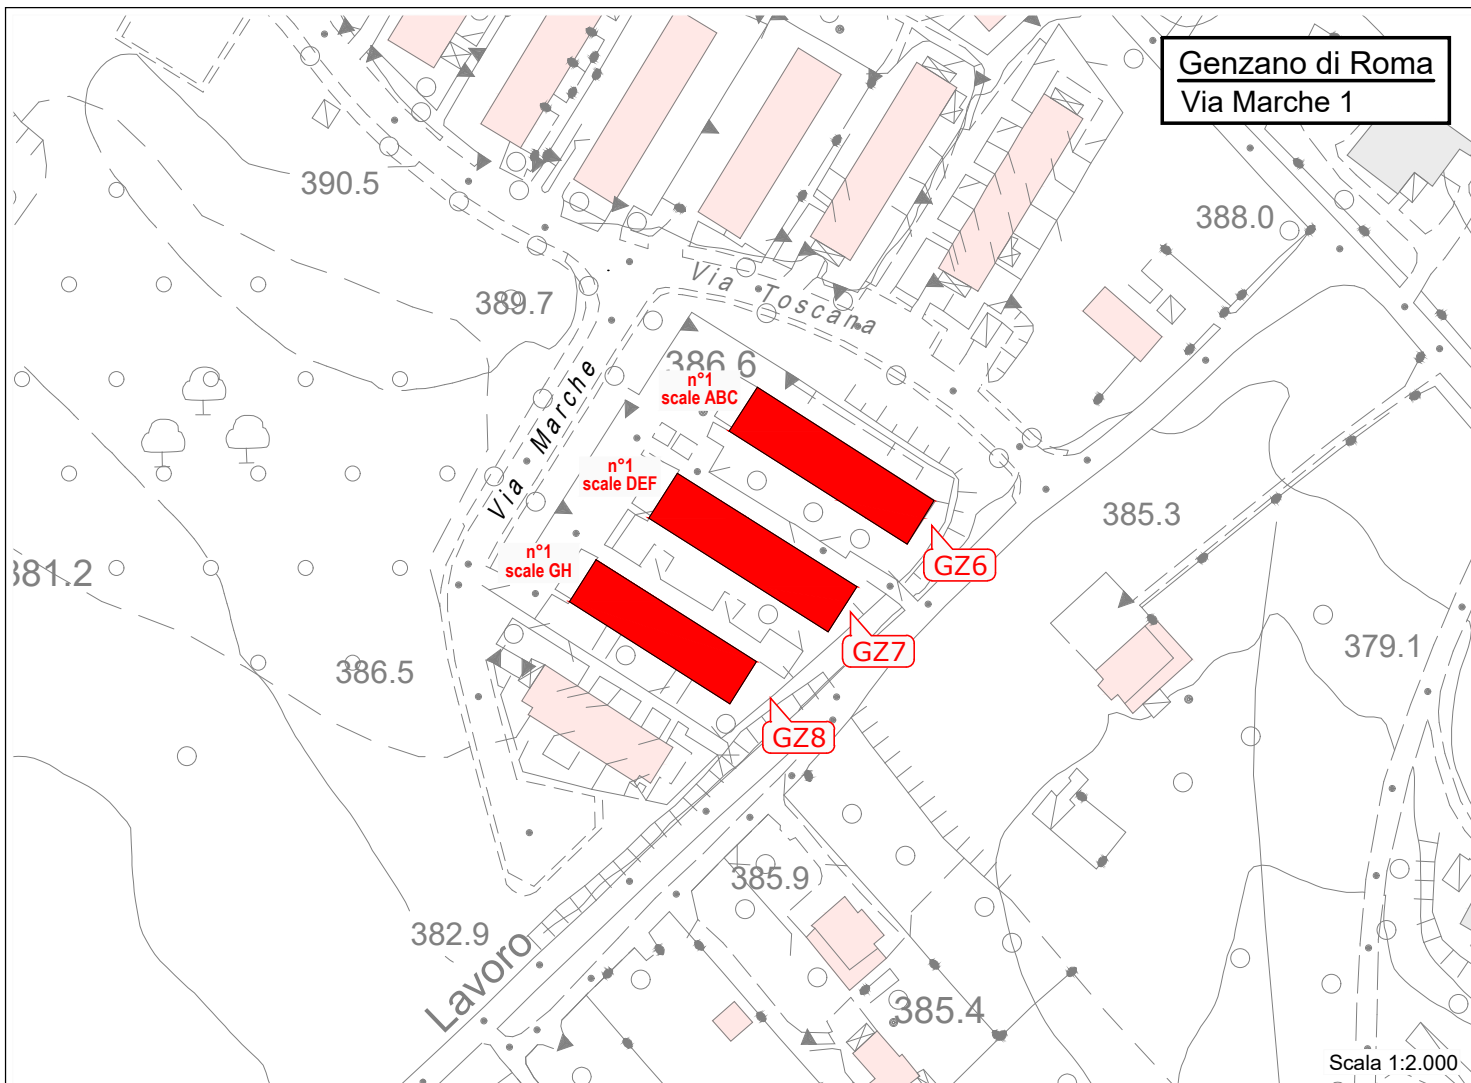 Genzano di Roma
Via Marche 1
390.5
388.0
389.7
Via Toscana
386.6
n°1
scale ABC
Via Marche
n°1
scale DEF
385.3
n°1
scale GH
GZ6
381.2
GZ7
379.1
386.5
GZ8
385.9
382.9
Lavoro
385.4
Scala 1:2.000